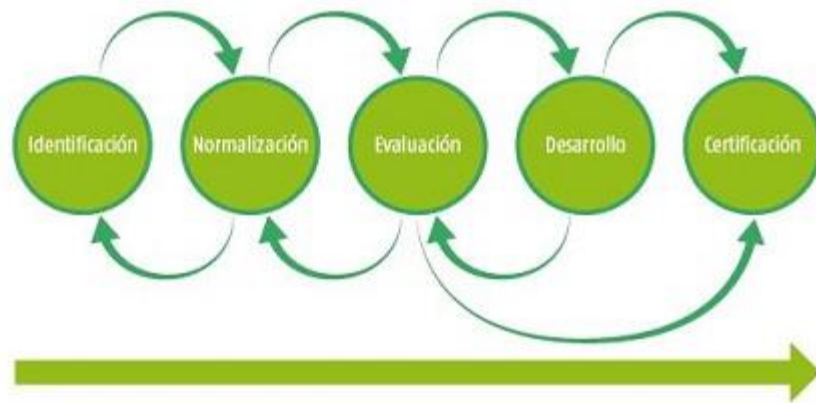 Identificación
Normalización
Evaluación
Desarrollo
Certificación